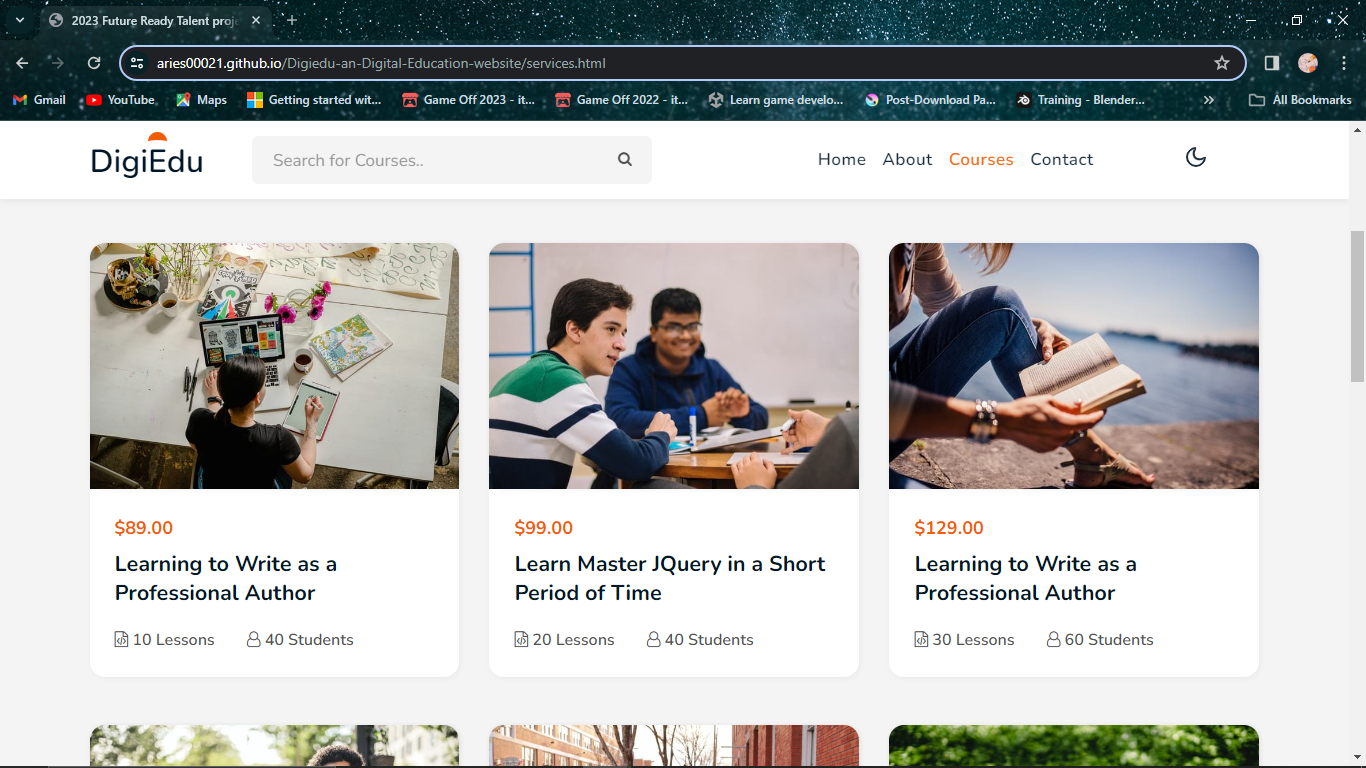 2023 Future Ready Talent proj
aries00021.github.io/Digiedu-an-Digital-Education-website/services.html
Gmail
YouTube
Maps
Getting started wit...
Game Off 2023 - it...
Game Off 2022 - it...
Learn game develo...
Post-Download Pa...
Training - Blender...
All Bookmarks
DigiEdu
Search for Courses..
Home
About
Courses
Contact
$89.00
Learning to Write as a
Professional Author
10 Lessons
40 Students
$99.00
Learn Master JQuery in a Short
Period of Time
20 Lessons
40 Students
$129.00
Learning to Write as a
Professional Author
30 Lessons
60 Students